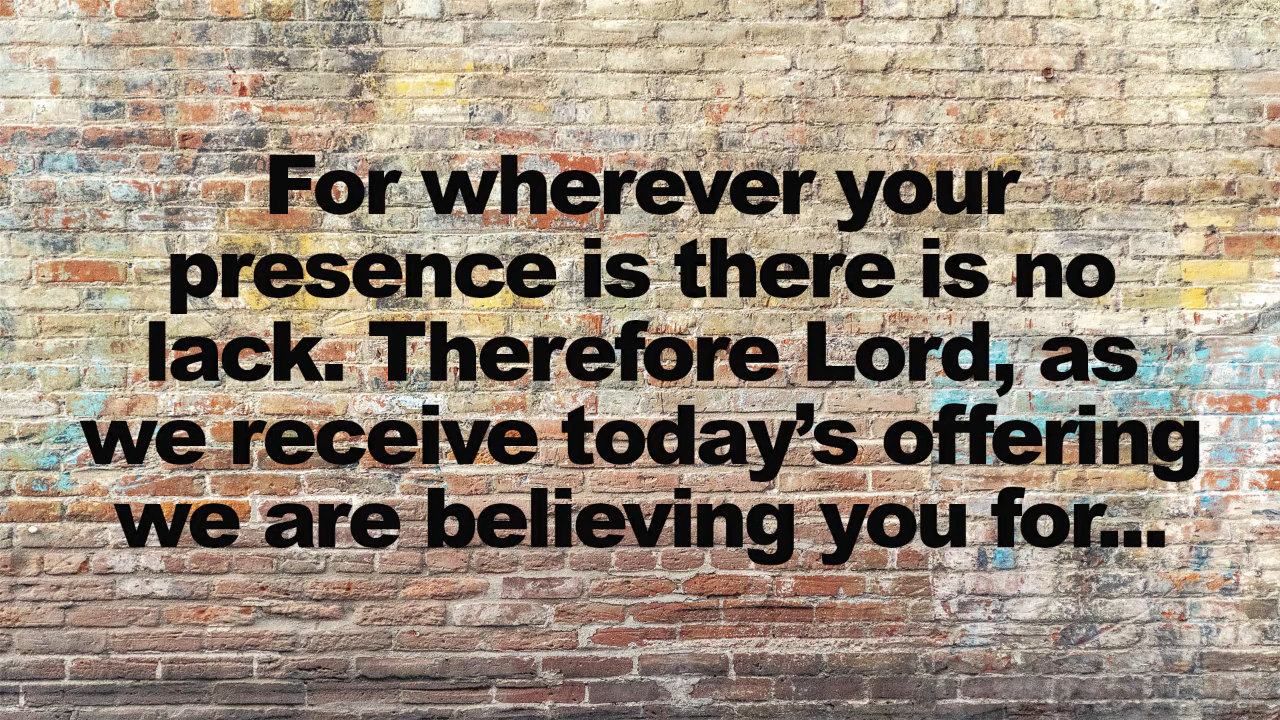 For wherever your
presence is there is no
lack. Therefore Lord, as
we receive today’s offering
we are believing you for...